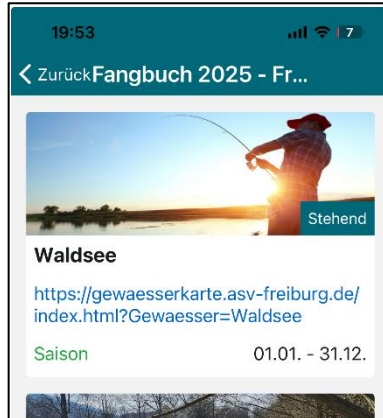 19:53 7
Zurück Fangbuch 2025 - Fr...
Stehend
Waldsee
https://gewaesserkarte.asv-freiburg.de/
index.html?Gewaesser=Waldsee
Saison 01.01. - 31.12.